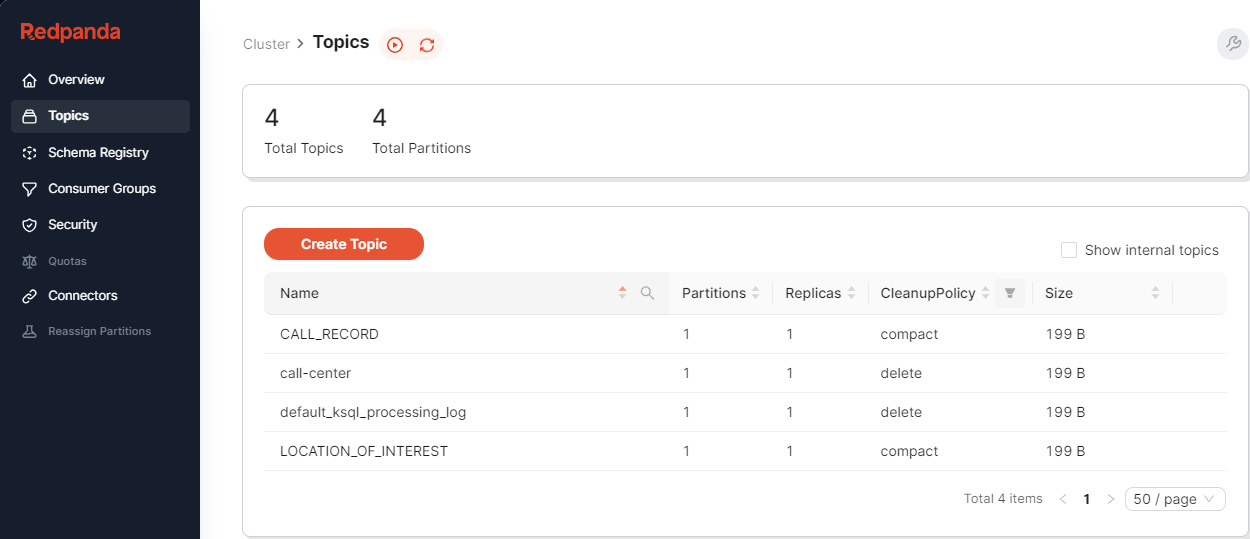 Redpanda
Overview
Topics
Schema Registry
Consumer Groups
Security
Quotas
Connectors
Reassign Partitions
Cluster > Topics
4 4
Total Topics Total Partitions
Create Topic
Show internal topics
Name Partitions Replicas CleanupPolicy Size
CALL_RECORD 1 1 compact 199 B
call-center 1 1 delete 199 B
default_ksql_processing_log 1 1 delete 199 B
LOCATION_OF_INTEREST 1 1 compact 199 B
Total 4 items < 1 > 50 / page